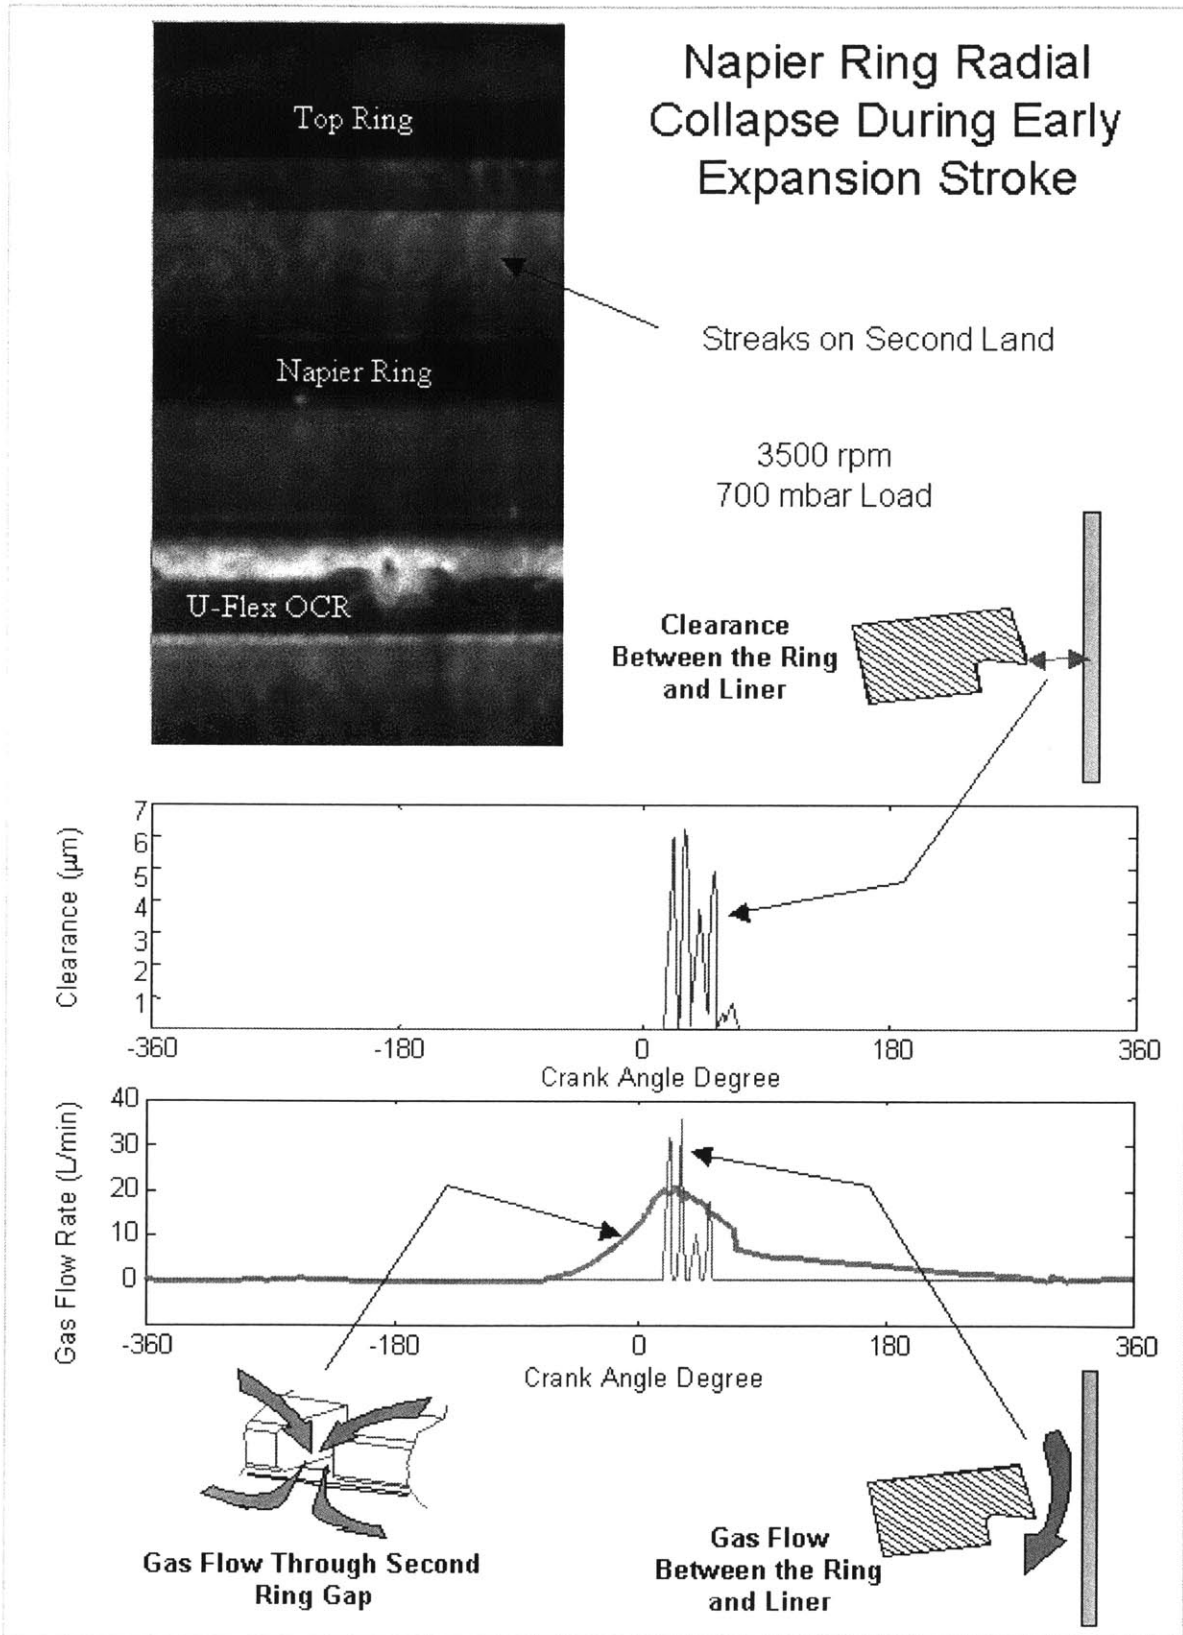 Napier Ring Radial
Collapse During Early
Expansion Stroke
Top Ring
Streaks on Second Land
Napier Ring
3500 rpm
700 mbar Load
U-Flex OCR
Clearance
Between the Ring
and Liner
Clearance (µm)
7
6
5
4
3
2
1
-360
-180
0
180
360
Crank Angle Degree
Gas Flow Rate (L/min)
40
30
20
10
0
-360
-180
0
180
360
Crank Angle Degree
Gas Flow Through Second
Ring Gap
Gas Flow
Between the Ring
and Liner